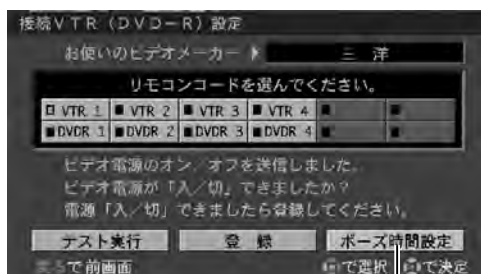 接続VTR(DVD-R)設定
お使いのビデオメーカー 三 洋
リモコンコードを選んでください。
VTR 1 VTR 2 VTR 3 VTR 4
DVDR 1 DVDR 2 DVDR 3 DVDR 4
ビデオ電源のオン/オフを送信しました。
ビデオ電源が「入/切」できましたか?
電源「入/切」できましたら登録してください。
テスト実行 登 録 ポーズ時間設定
戻るで前画面 で選択 で決定